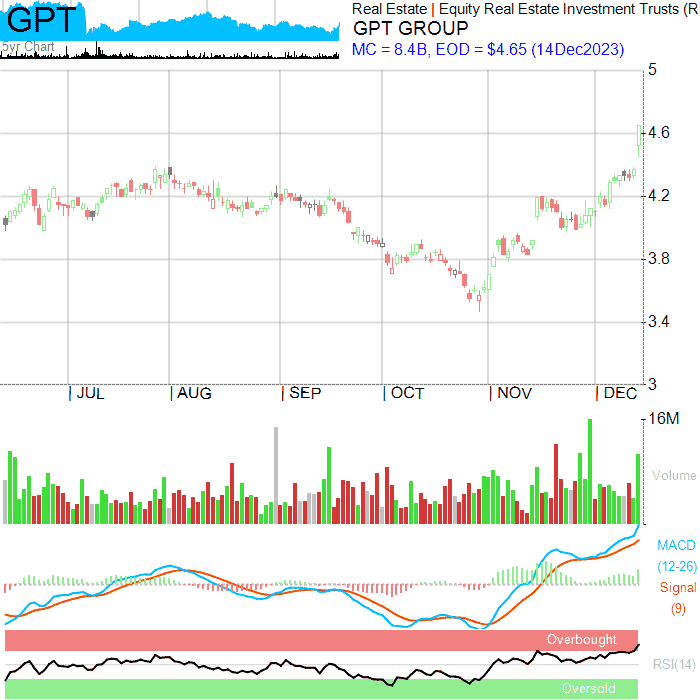 GPT
5yr Chart
Real Estate | Equity Real Estate Investment Trusts (R
GPT GROUP
MC = 8.4B, EOD = $4.65 (14Dec2023)
5
4.6
4.2
3.8
3.4
3
| JUL | AUG | SEP | OCT | NOV | DEC
16M
Volume
MACD
(12-26)
Signal
(9)
Overbought
RSI(14)
Oversold